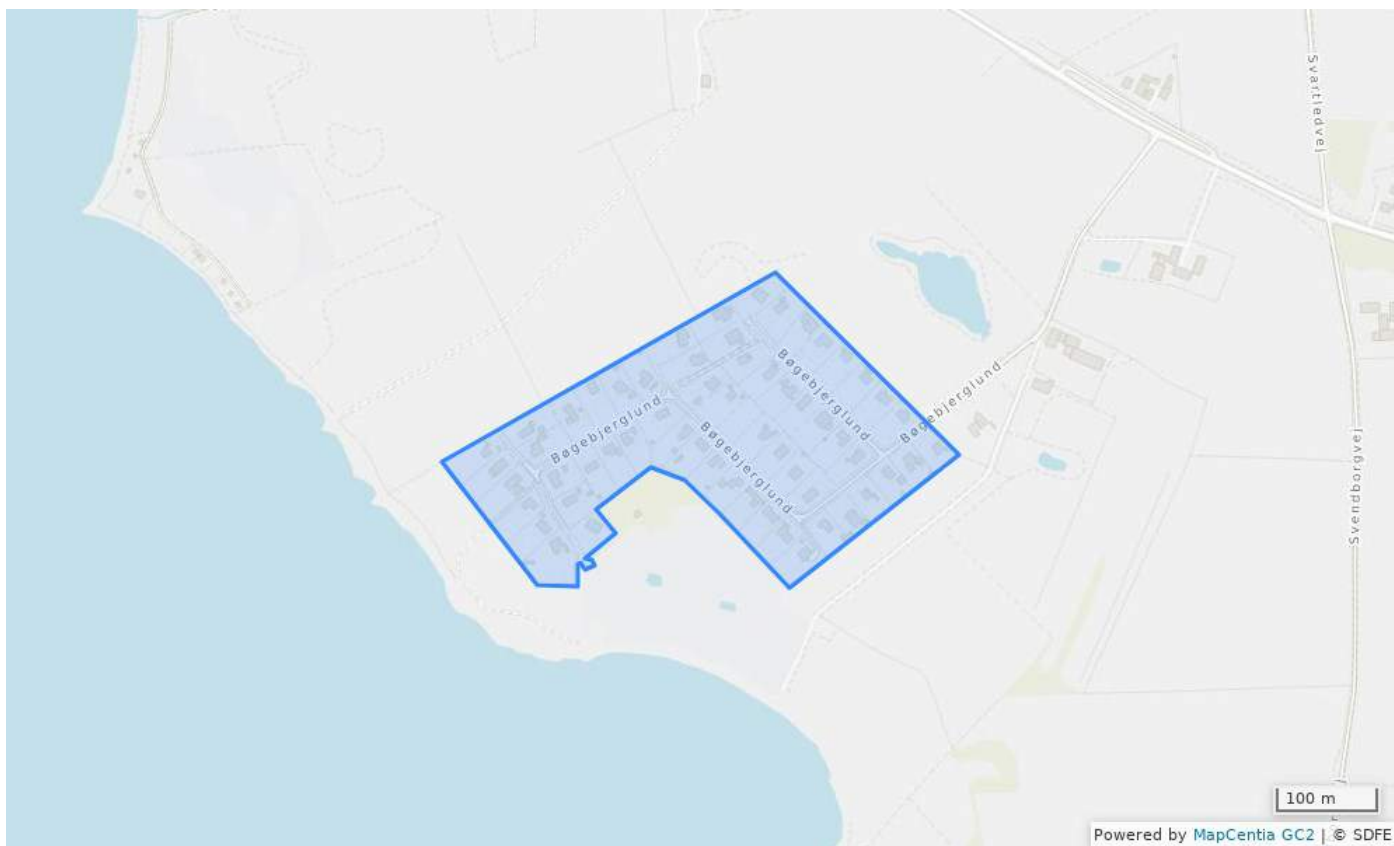 Svartledvej
Bøgebjerglund
Bøgebjerglund
Bøgebjerglund
Bøgebjerglund
Svendborgvej
100 m
Powered by MapCentia GC2 | © SDFE